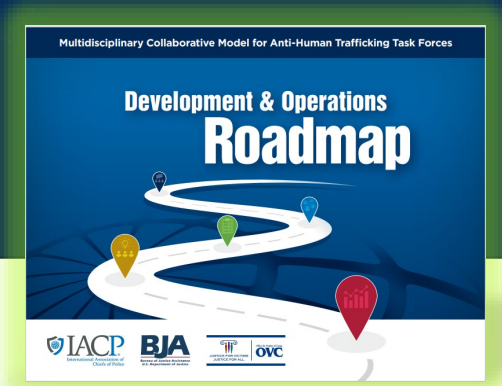 Multidisciplinary Collaborative Model for Anti-Human Trafficking Task Forces
Development & Operations
Roadmap
IACP
International Association of
Chiefs of Police
BJA
Bureau of Justice Assistance
U.S. Department of Justice
JUSTICE FOR VICTIMS
JUSTICE FOR ALL
OVC